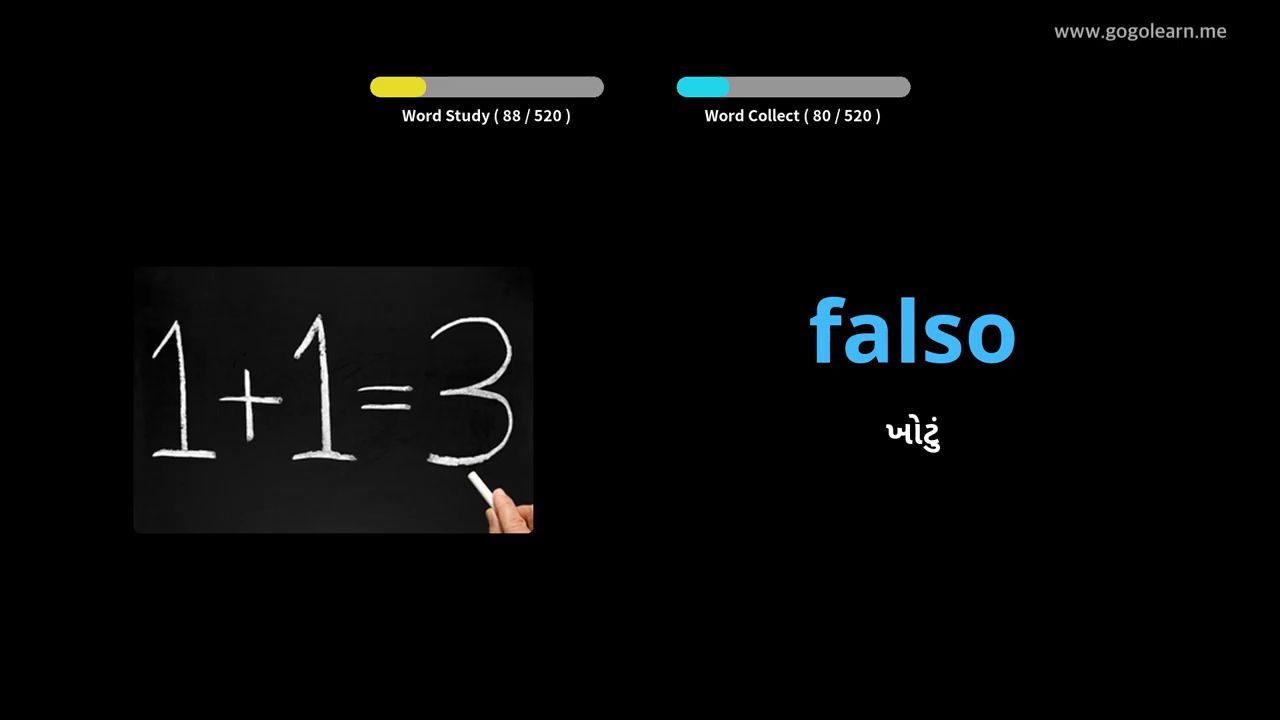 www.gogolearn.me
Word Study ( 88 / 520 )
Word Collect ( 80 / 520 )
1+1=3
falso
ખોટું